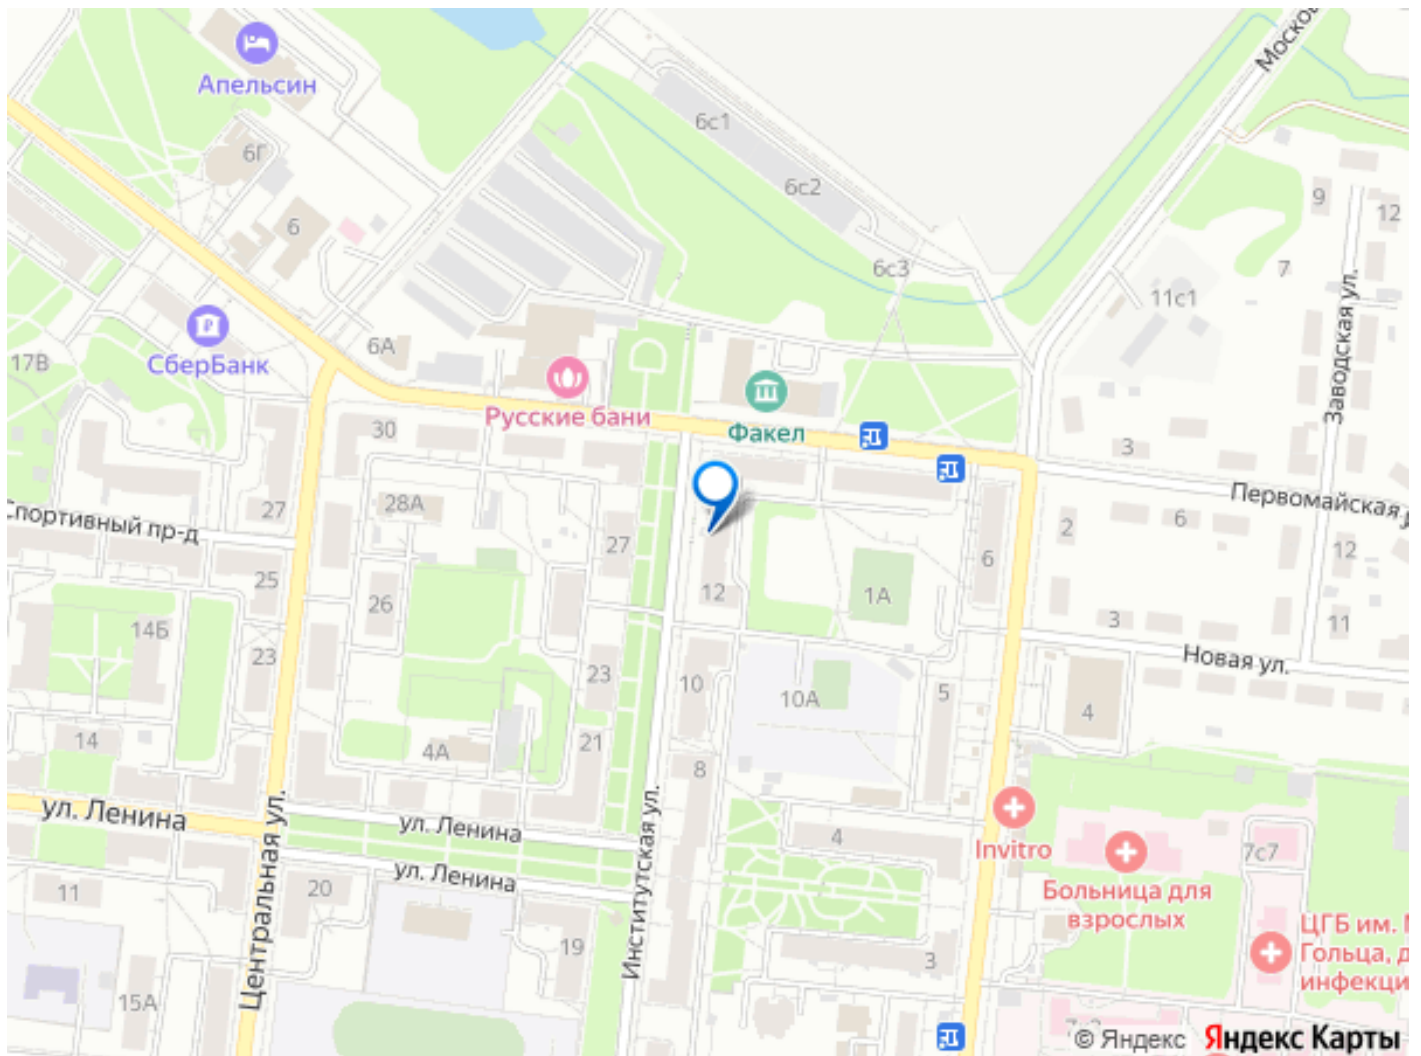 Апельсин
6Г
6
СберБанк
17В
6А
6с1
6с2
6с3
9
12
7
11с1
Заводская ул.
Русские бани
Факел
30
28А
27
Спортивный пр-д
25
14Б
23
26
27
12
1А
6
3
Первомайская
2
6
12
11
3
Новая ул.
23
10
10А
5
4
14
4А
21
8
ул. Ленина
ул. Ленина
ул. Ленина
Центральная ул.
Институтская ул.
4
Invitro
7с7
Больница для
взрослых
11
20
19
3
15А
ЦГБ им.
Гольца,
инфекци
© Яндекс
Яндекс Карты